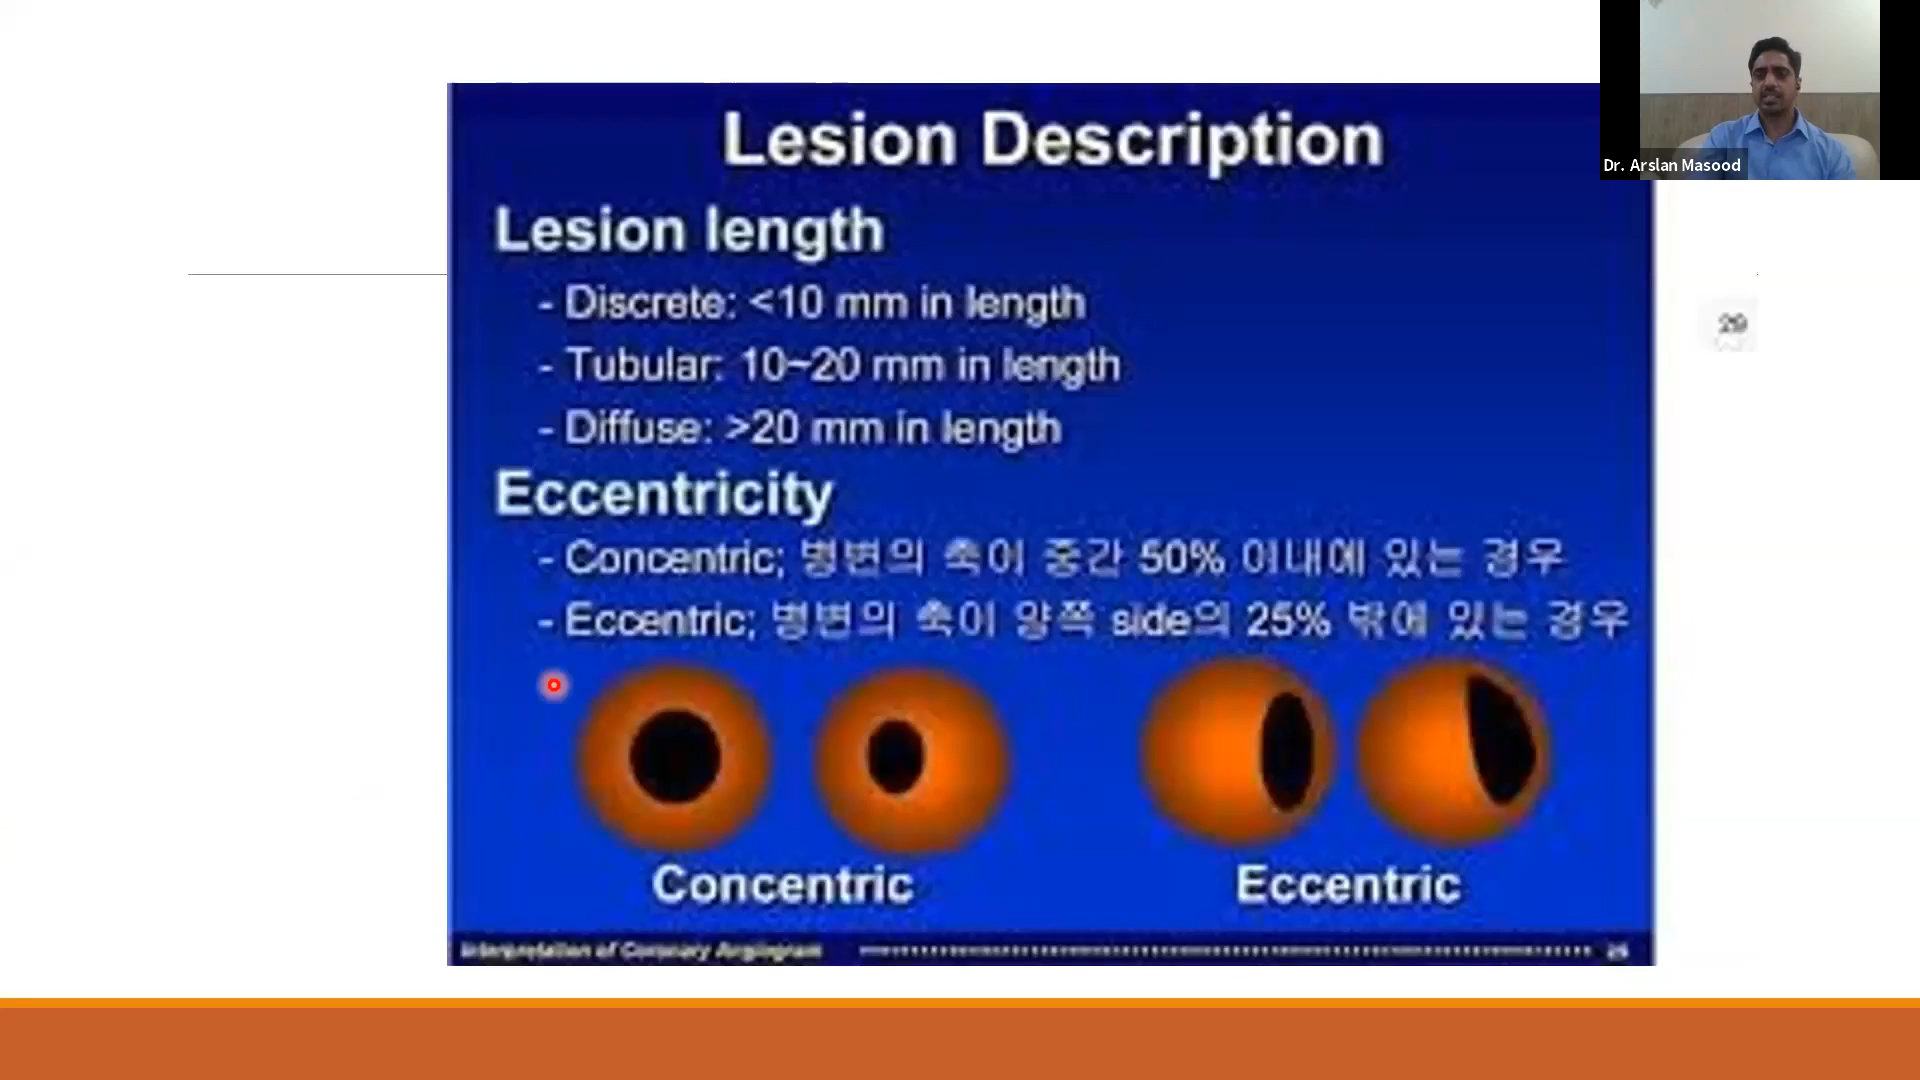 Lesion Description
Dr. Arslan Masood
Lesion length
- Discrete: <10 mm in length
29
- Tubular: 10~20 mm in length
- Diffuse: >20 mm in length
Eccentricity
- Concentric; 병변의 축이 중간 50% 이내에 있는 경우
- Eccentric; 병변의 축이 양쪽 side의 25% 밖에 있는 경우
Concentric
Eccentric
Interpretation of Coronary Angiogram